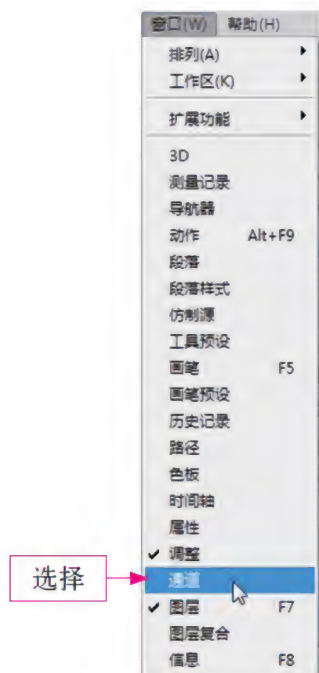 窗口(W) 帮助(H)
排列(A)
工作区(K)
扩展功能
3D
测量记录
导航器
动作 Alt+F9
段落
段落样式
仿制源
工具预设
画笔 F5
画笔预设
历史记录
路径
色板
时间轴
属性
调整
选择
通道
图层 F7
图层复合
信息 F8